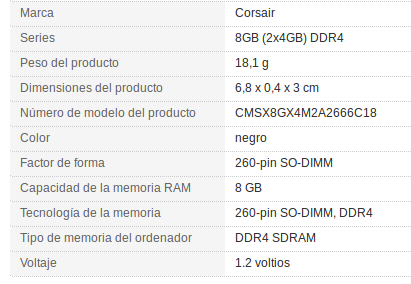 Marca Corsair
Series 8GB (2x4GB) DDR4
Peso del producto 18,1 g
Dimensiones del producto 6,8 x 0,4 x 3 cm
Número de modelo del producto CMSX8GX4M2A2666C18
Color negro
Factor de forma 260-pin SO-DIMM
Capacidad de la memoria RAM 8 GB
Tecnología de la memoria 260-pin SO-DIMM, DDR4
Tipo de memoria del ordenador DDR4 SDRAM
Voltaje 1.2 voltios